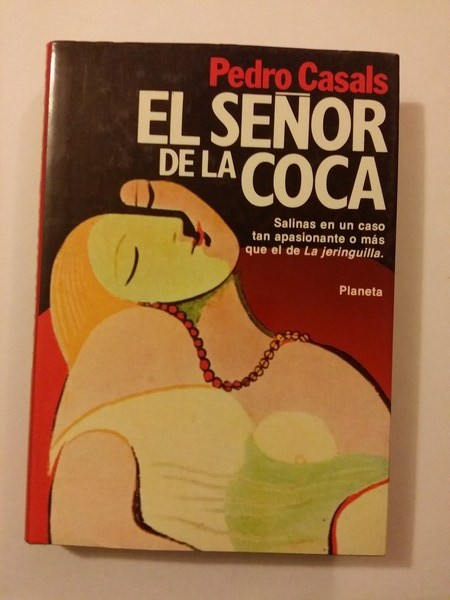 Pedro Casals
EL SEÑOR
DE LA COCA
Salinas en un caso
tan apasionante o más
que el de La jeringuilla.
Planeta